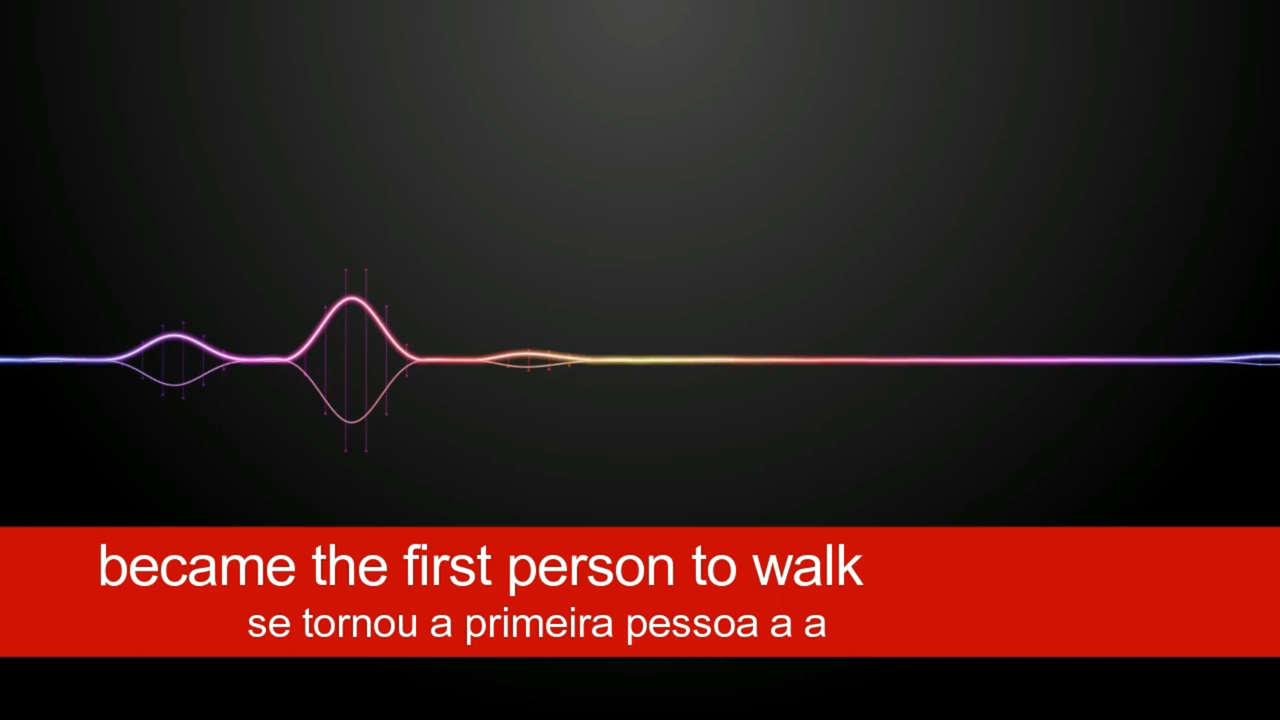 became the first person to walk
se tornou a primeira pessoa a a